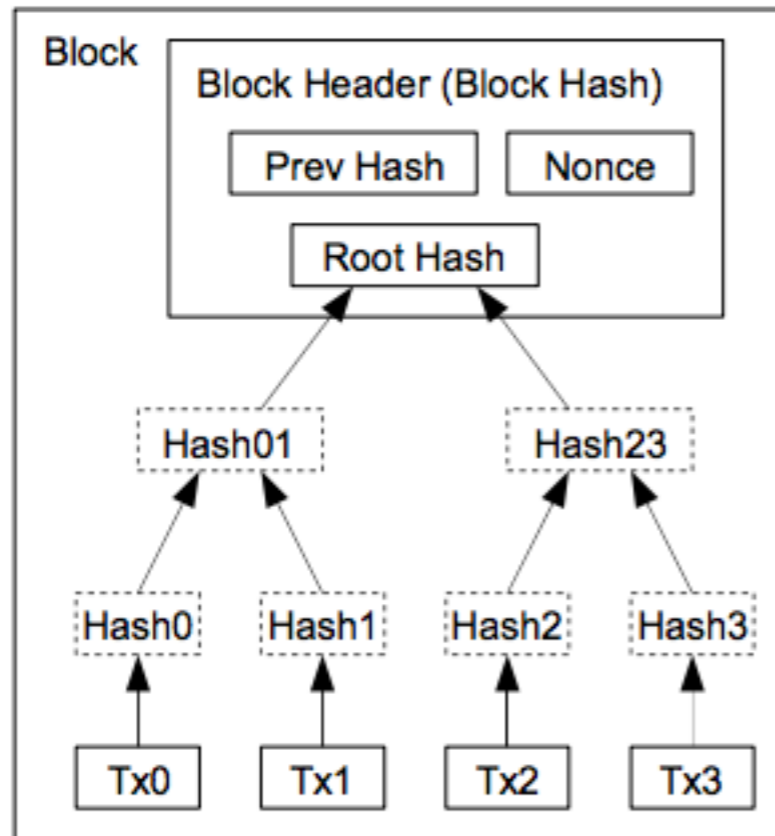 Block
Block Header (Block Hash)
Prev Hash Nonce
Root Hash
Hash01 Hash23
Hash0 Hash1 Hash2 Hash3
Tx0 Tx1 Tx2 Tx3